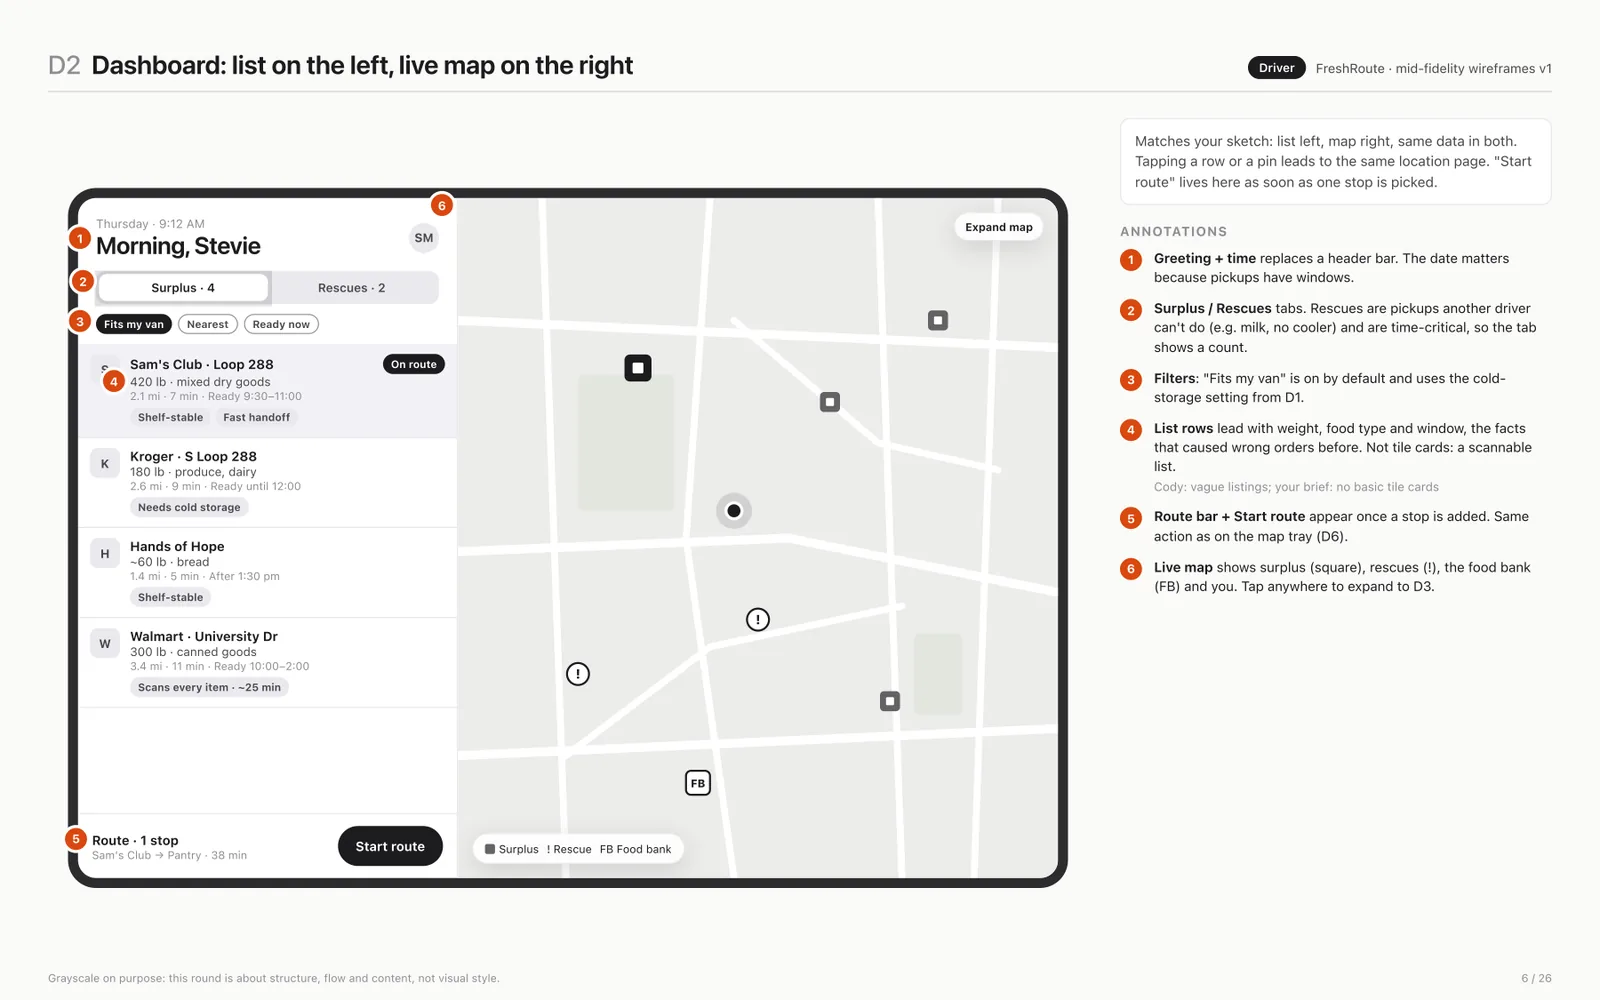 D2 Dashboard: list on the left, live map on the right
Driver FreshRoute · mid-fidelity wireframes v1
Matches your sketch: list left, map right, same data in both.
Tapping a row or a pin leads to the same location page. "Start
route" lives here as soon as one stop is picked.
ANNOTATIONS
1 Greeting + time replaces a header bar. The date matters
because pickups have windows.
2 Surplus / Rescues tabs. Rescues are pickups another driver
can't do (e.g. milk, no cooler) and are time-critical, so the tab
shows a count.
3 Filters: "Fits my van" is on by default and uses the cold-
storage setting from D1.
4 List rows lead with weight, food type and window, the facts
that caused wrong orders before. Not tile cards: a scannable
list.
Cody: vague listings; your brief: no basic tile cards
5 Route bar + Start route appear once a stop is added. Same
action as on the map tray (D6).
6 Live map shows surplus (square), rescues (!), the food bank
(FB) and you. Tap anywhere to expand to D3.
6
Thursday · 9:12 AM
1 Morning, Stevie
SM
2 Surplus · 4 Rescues · 2
3 Fits my van Nearest Ready now
4
Sam's Club · Loop 288 On route
420 lb · mixed dry goods
2.1 mi · 7 min · Ready 9:30–11:00
Shelf-stable Fast handoff
K Kroger · S Loop 288
180 lb · produce, dairy
2.6 mi · 9 min · Ready until 12:00
Needs cold storage
H Hands of Hope
~60 lb · bread
1.4 mi · 5 min · After 1:30 pm
Shelf-stable
W Walmart · University Dr
300 lb · canned goods
3.4 mi · 11 min · Ready 10:00–2:00
Scans every item · ~25 min
5 Route · 1 stop
Sam's Club → Pantry · 38 min
Start route
Expand map
!
!
FB
Surplus ! Rescue FB Food bank
Grayscale on purpose: this round is about structure, flow and content, not visual style.
6 / 26